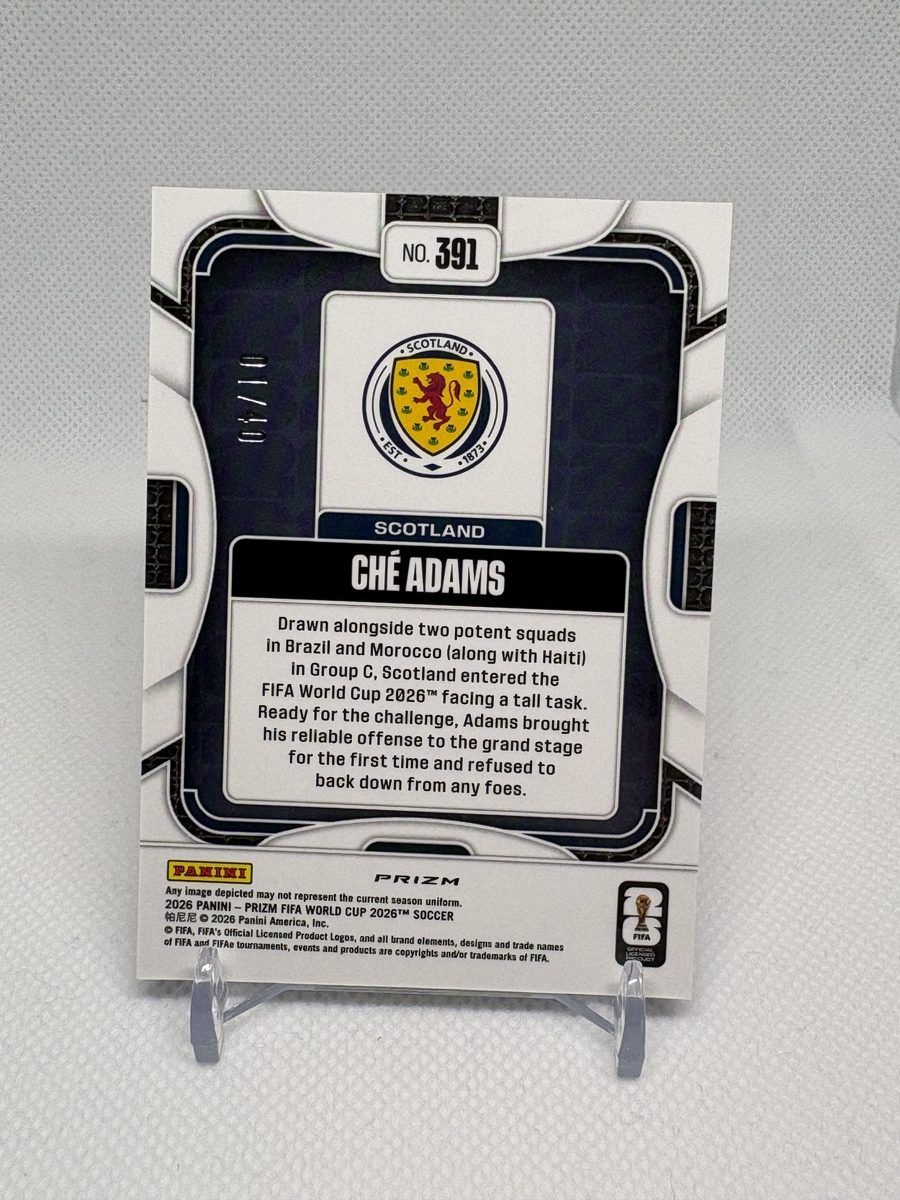 NO. 391
· SCOTLAND ·
EST · 1873
SCOTLAND
CHÉ ADAMS
Drawn alongside two potent squads
in Brazil and Morocco (along with Haiti)
in Group C, Scotland entered the
FIFA World Cup 2026™ facing a tall task.
Ready for the challenge, Adams brought
his reliable offense to the grand stage
for the first time and refused to
back down from any foes.
PANINI
PRIZM
Any image depicted may not represent the current season uniform.
2026 PANINI – PRIZM FIFA WORLD CUP 2026™ SOCCER
帕尼尼 © 2026 Panini America, Inc.
© FIFA, FIFA's Official Licensed Product Logos, and all brand elements, designs and trade names
of FIFA and FIFAe tournaments, events and products are copyrights and/or trademarks of FIFA.
26
FIFA
OFFICIAL
LICENSED
PRODUCT